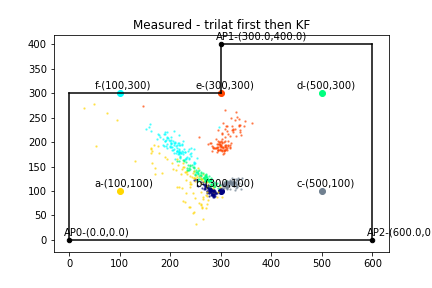 Measured - trilat first then KF
AP1-(300.0,400.0)
400
350
300
250
200
150
100
50
0
f-(100,300)
e-(300,300)
d-(500,300)
a-(100,100)
b-(300,100)
c-(500,100)
AP0-(0.0,0.0)
AP2-(600.0,0
0
100
200
300
400
500
600